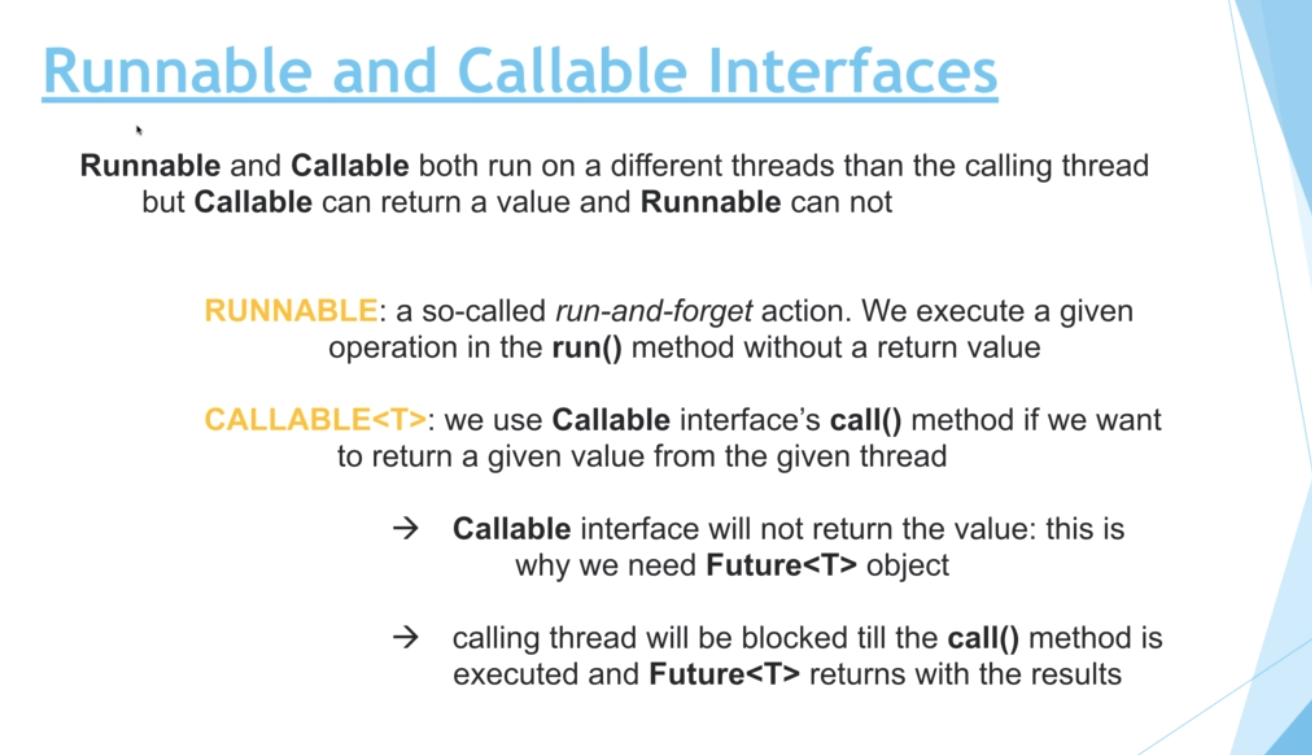 Runnable and Callable Interfaces
Runnable and Callable both run on a different threads than the calling thread
but Callable can return a value and Runnable can not
RUNNABLE: a so-called run-and-forget action. We execute a given
operation in the run() method without a return value
CALLABLE<T>: we use Callable interface’s call() method if we want
to return a given value from the given thread
→ Callable interface will not return the value: this is
why we need Future<T> object
→ calling thread will be blocked till the call() method is
executed and Future<T> returns with the results